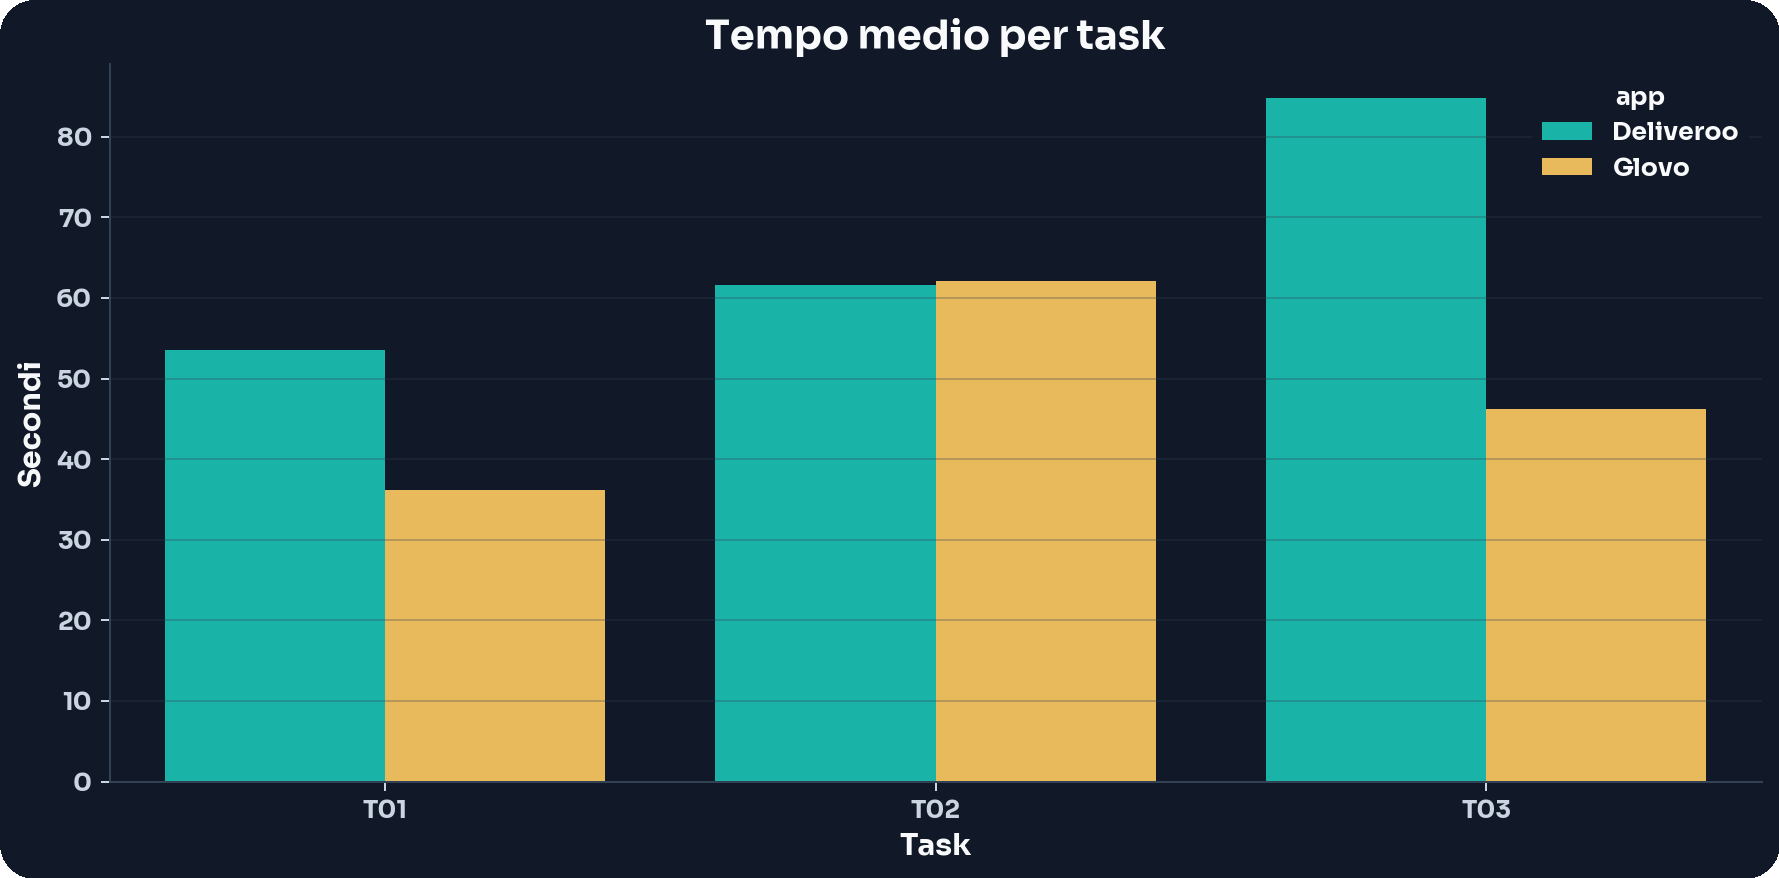 Tempo medio per task
app
Deliveroo
Glovo
Secondi
80
70
60
50
40
30
20
10
0
T01
T02
T03
Task